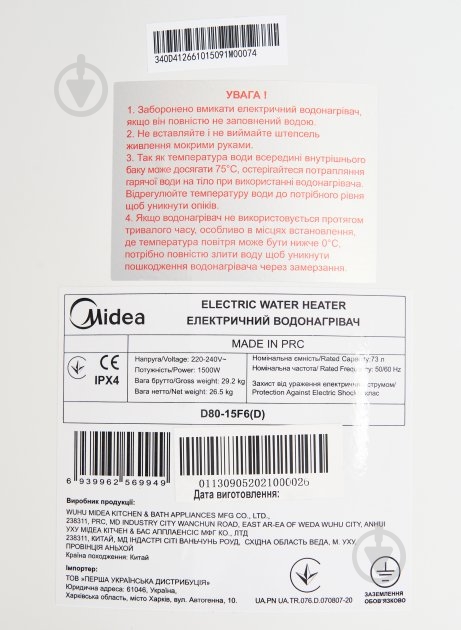 340D412661015091M00074
УВАГА !
1. Заборонено вмикати електричний водонагрівач,
якщо він повністю не заповнений водою.
2. Не вставляйте і не виймайте штепсель
живлення мокрими руками.
3. Так як температура води всередині внутрішнього
баку може досягати 75°C, остерігайтеся потрапляння
гарячої води на тіло при використанні водонагрівача.
Відрегулюйте температуру води до потрібного рівня
щоб уникнути опіків.
4. Якщо водонагрівач не використовується протягом
тривалого часу, особливо в місцях встановлення,
де температура повітря може бути нижче 0°C,
потрібно повністю злити воду щоб уникнути
пошкодження водонагрівача через замерзання.
Midea
ELECTRIC WATER HEATER
ЕЛЕКТРИЧНИЙ ВОДОНАГРІВАЧ
MADE IN PRC
CE
IPX4
Напруга/Voltage: 220-240V~
Потужність/Power: 1500W
Вага брутто/Gross weight: 29.2 kg
Вага нетто/Net weight: 26.5 kg
Номінальна ємність/Rated Capacity:73 л
Номінальна частота/ Rated Frequency: 50/60 Hz
Захист від ураження електричним струмом/
Protection Against Electric Shock
D80-15F6(D)
6 939962 569949
01130905202100026
Дата виготовлення:
Виробник продукції:
WUHU MIDEA KITCHEN & BATH APPLIANCES MFG CO., LTD.,
238311, PRC, MD INDUSTRY CITY WANCHUN ROAD, EAST AR-EA OF WEDA WUHU CITY, ANHUI
УХУ МІДЕА КІТЧЕН & БАС АППЛАЕНСІС МФГ КО., ЛТД
238311, КИТАЙ, МД ІНДАСТРІ СІТІ ВАНЬЧУНЬ РОУД, СХІДНА ОБЛАСТЬ ВЕДА, М. УХУ,
ПРОВІНЦІЯ АНЬХОЙ
Країна походження: Китай
Імпортер:
ТОВ «ПЕРША УКРАЇНСЬКА ДИСТРИБУЦІЯ»
Юридична адреса: 61046, Україна,
Харківська область, місто Харків, вул. Автогенна, 10.
UA.PN UA.TR.076.D.070807-20
ЗАЗЕМЛЕННЯ
ОБОВ'ЯЗКОВЕ